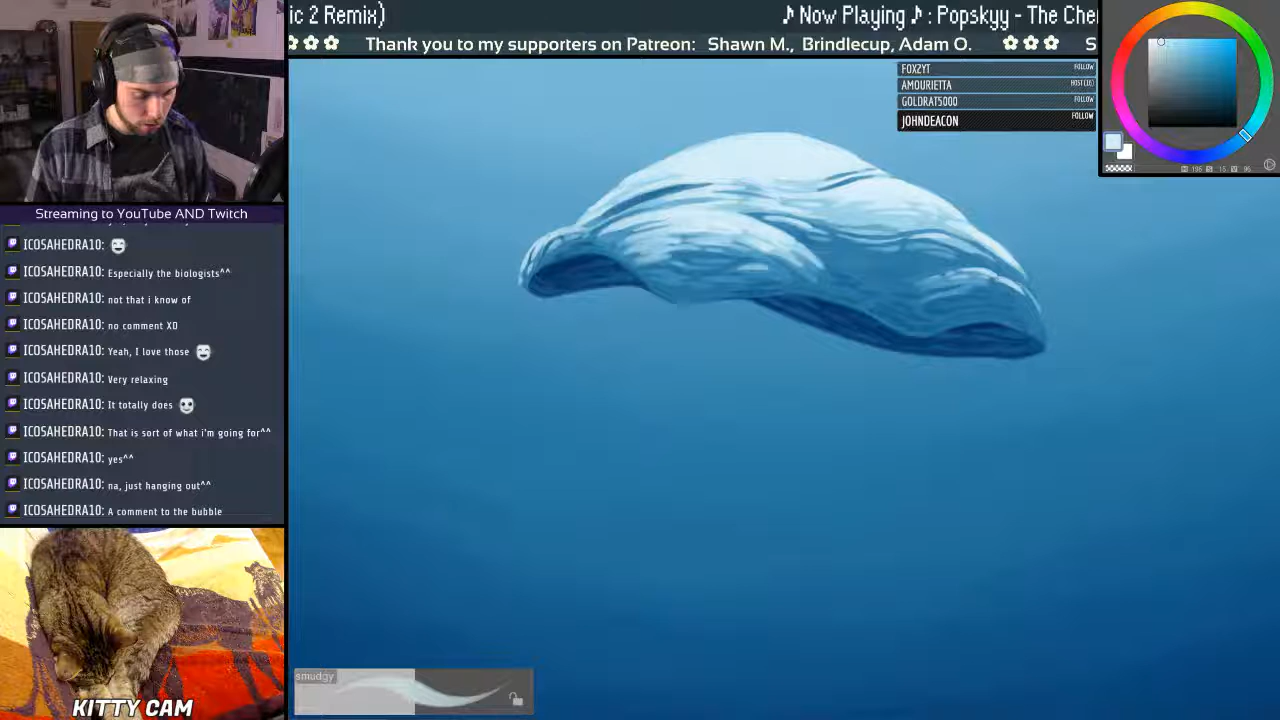 ic 2 Remix)
♪ Now Playing ♪ : Popskyy - The Che
Thank you to my supporters on Patreon: Shawn M., Brindlecup, Adam O.
S
FOXZYT FOLLOW
AMOURIETTA HOST(16)
GOLDRAT5000 FOLLOW
JOHNDEACON FOLLOW
Streaming to YouTube AND Twitch
ICOSAHEDRA10:
ICOSAHEDRA10: Especially the biologists^^
ICOSAHEDRA10: not that i know of
ICOSAHEDRA10: no comment XD
ICOSAHEDRA10: Yeah, I love those
ICOSAHEDRA10: Very relaxing
ICOSAHEDRA10: It totally does
ICOSAHEDRA10: That is sort of what i'm going for^^
ICOSAHEDRA10: yes^^
ICOSAHEDRA10: na, just hanging out^^
ICOSAHEDRA10: A comment to the bubble
smudgy
KITTY CAM